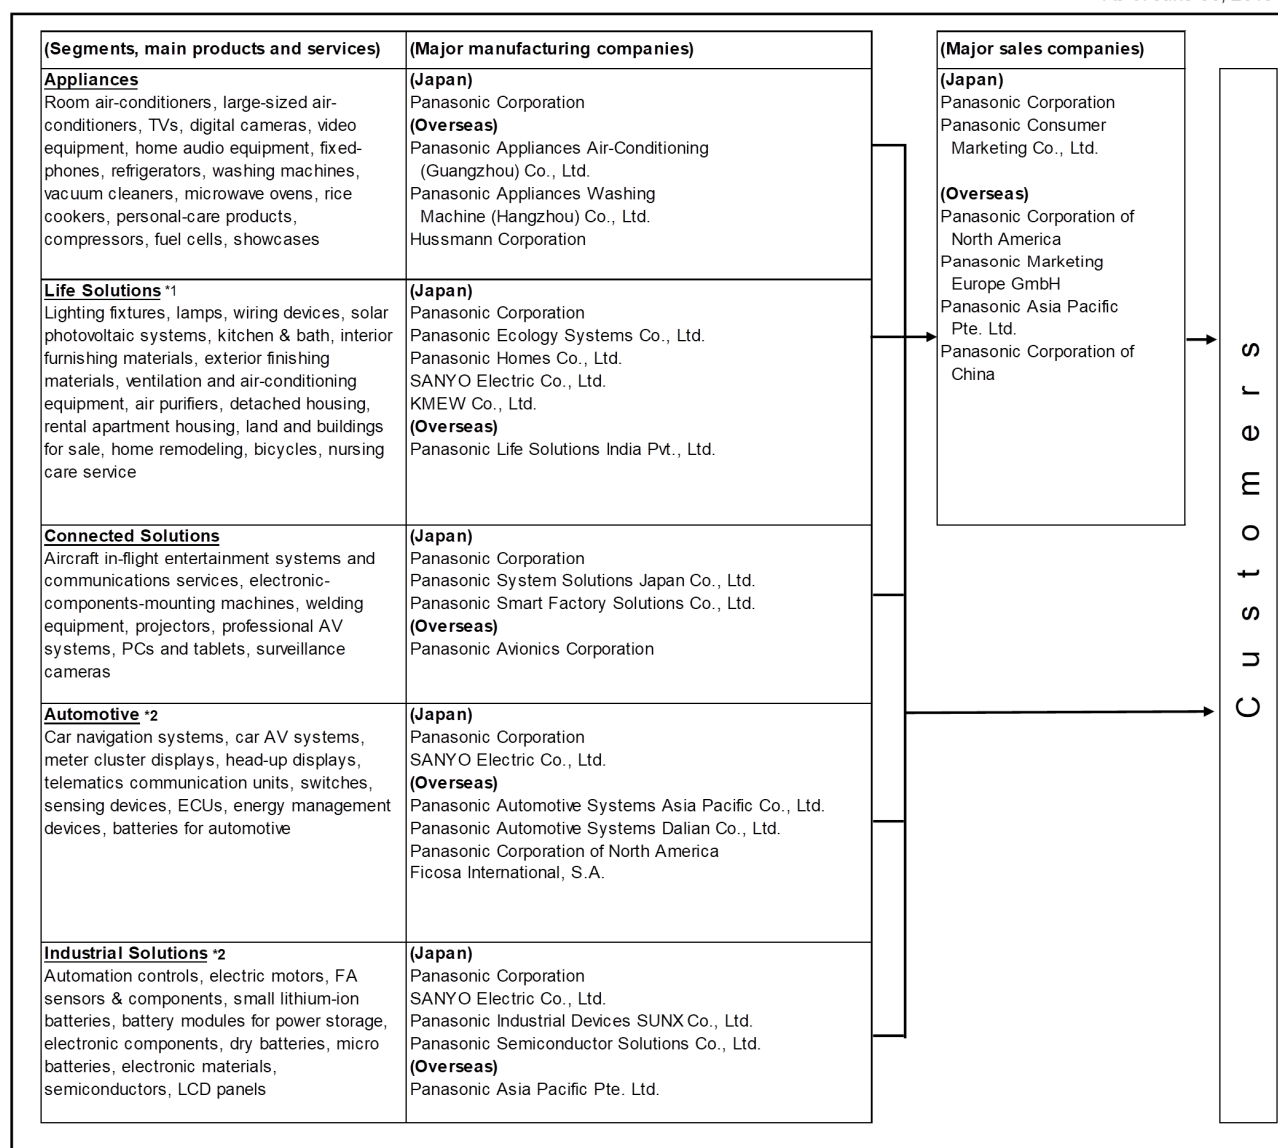 (Segments, main products and services)
(Major manufacturing companies)
(Major sales companies)
Appliances
Room air-conditioners, large-sized air-
conditioners, TVs, digital cameras, video
equipment, home audio equipment, fixed-
phones, refrigerators, washing machines,
vacuum cleaners, microwave ovens, rice
cookers, personal-care products,
compressors, fuel cells, showcases
(Japan)
Panasonic Corporation
(Overseas)
Panasonic Appliances Air-Conditioning
(Guangzhou) Co., Ltd.
Panasonic Appliances Washing
Machine (Hangzhou) Co., Ltd.
Hussmann Corporation
Life Solutions *1
Lighting fixtures, lamps, wiring devices, solar
photovoltaic systems, kitchen & bath, interior
furnishing materials, exterior finishing
materials, ventilation and air-conditioning
equipment, air purifiers, detached housing,
rental apartment housing, land and buildings
for sale, home remodeling, bicycles, nursing
care service
(Japan)
Panasonic Corporation
Panasonic Ecology Systems Co., Ltd.
Panasonic Homes Co., Ltd.
SANYO Electric Co., Ltd.
KMEW Co., Ltd.
(Overseas)
Panasonic Life Solutions India Pvt., Ltd.
Connected Solutions
Aircraft in-flight entertainment systems and
communications services, electronic-
components-mounting machines, welding
equipment, projectors, professional AV
systems, PCs and tablets, surveillance
cameras
(Japan)
Panasonic Corporation
Panasonic System Solutions Japan Co., Ltd.
Panasonic Smart Factory Solutions Co., Ltd.
(Overseas)
Panasonic Avionics Corporation
Automotive *2
Car navigation systems, car AV systems,
meter cluster displays, head-up displays,
telematics communication units, switches,
sensing devices, ECUs, energy management
devices, batteries for automotive
(Japan)
Panasonic Corporation
SANYO Electric Co., Ltd.
(Overseas)
Panasonic Automotive Systems Asia Pacific Co., Ltd.
Panasonic Automotive Systems Dalian Co., Ltd.
Panasonic Corporation of North America
Ficosa International, S.A.
Industrial Solutions *2
Automation controls, electric motors, FA
sensors & components, small lithium-ion
batteries, battery modules for power storage,
electronic components, dry batteries, micro
batteries, electronic materials,
semiconductors, LCD panels
(Japan)
Panasonic Corporation
SANYO Electric Co., Ltd.
Panasonic Industrial Devices SUNX Co., Ltd.
Panasonic Semiconductor Solutions Co., Ltd.
(Overseas)
Panasonic Asia Pacific Pte. Ltd.
(Japan)
Panasonic Corporation
Panasonic Consumer
Marketing Co., Ltd.
(Overseas)
Panasonic Corporation of
North America
Panasonic Marketing
Europe GmbH
Panasonic Asia Pacific
Pte. Ltd.
Panasonic Corporation of
China
Customers